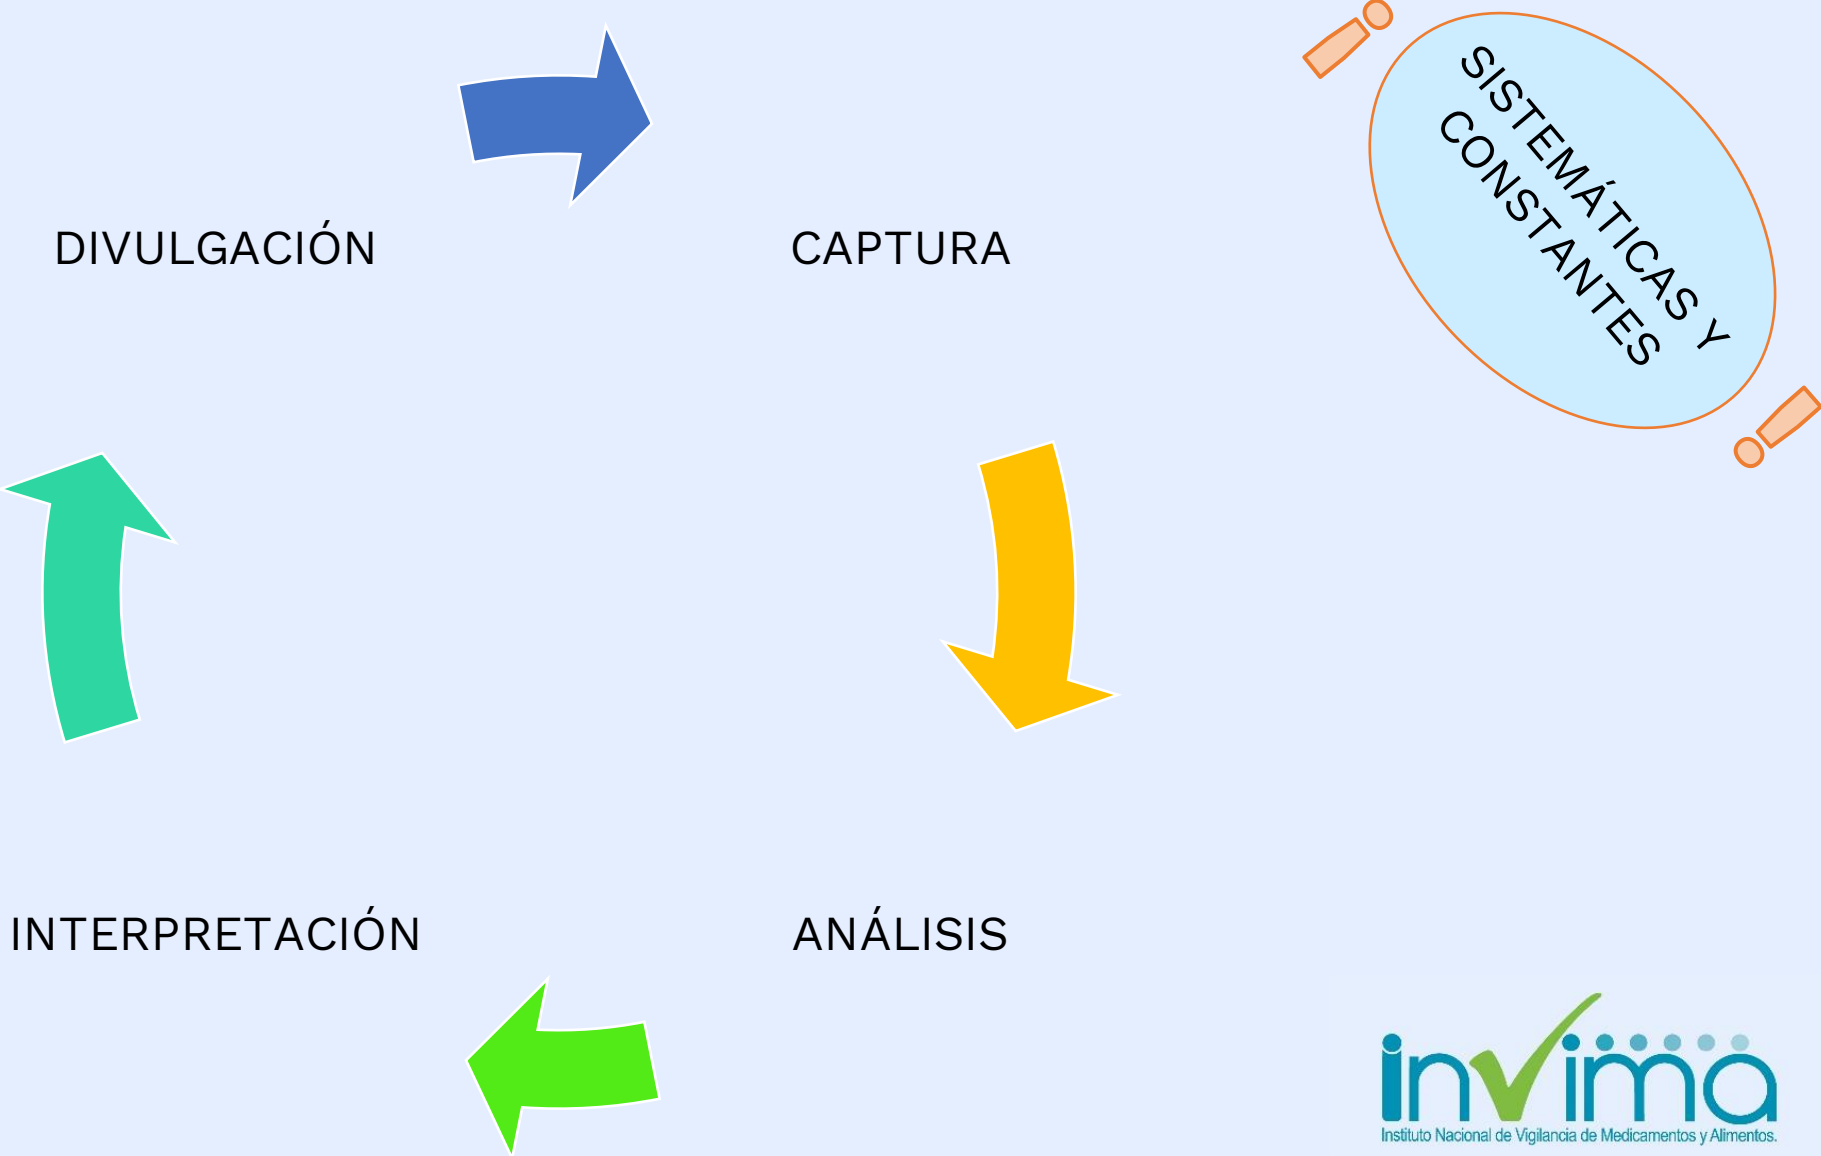 SISTEMÁTICAS Y
CONSTANTES
DIVULGACIÓN
CAPTURA
INTERPRETACIÓN
ANÁLISIS
invima
Instituto Nacional de Vigilancia de Medicamentos y Alimentos.